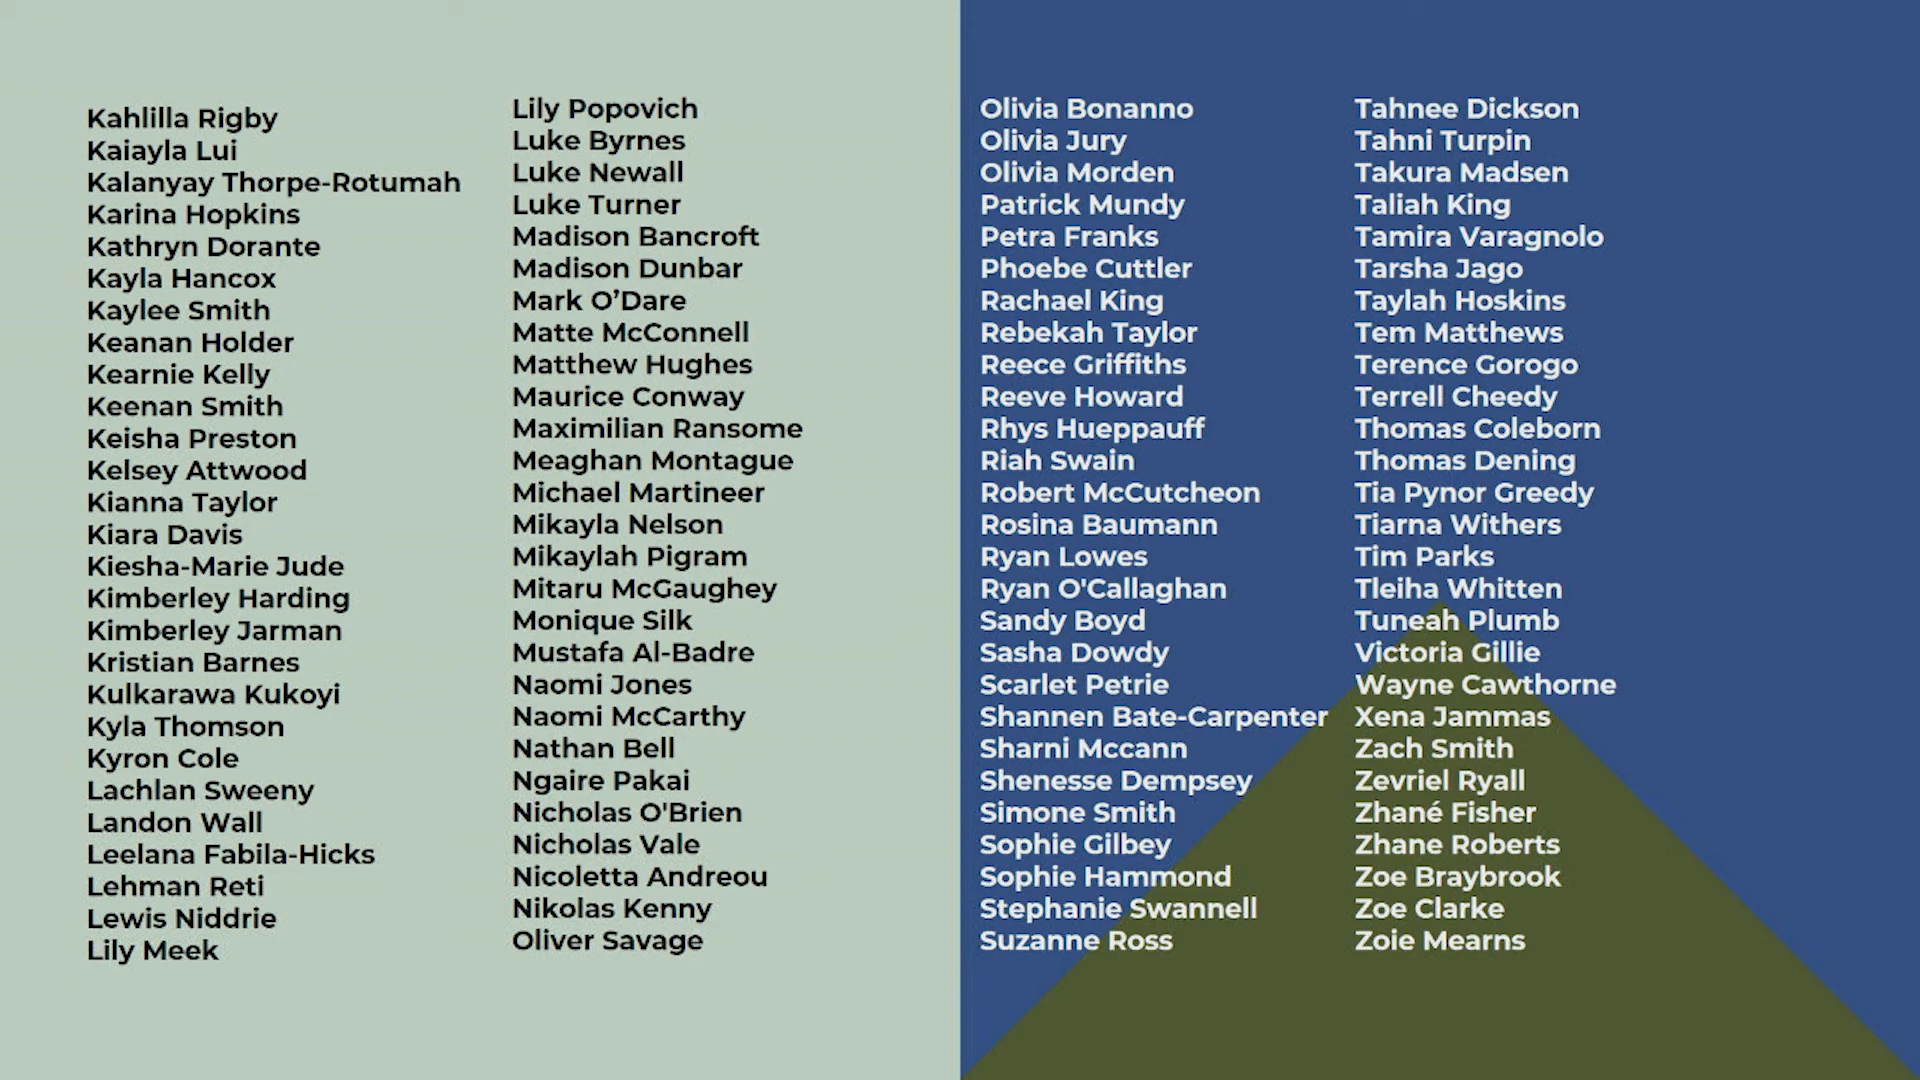 Kahlilla Rigby
Kaiayla Lui
Kalanyay Thorpe-Rotumah
Karina Hopkins
Kathryn Dorante
Kayla Hancox
Kaylee Smith
Keanan Holder
Kearnie Kelly
Keenan Smith
Keisha Preston
Kelsey Attwood
Kianna Taylor
Kiara Davis
Kiesha-Marie Jude
Kimberley Harding
Kimberley Jarman
Kristian Barnes
Kulkarawa Kukoyi
Kyla Thomson
Kyron Cole
Lachlan Sweeny
Landon Wall
Leelana Fabila-Hicks
Lehman Reti
Lewis Niddrie
Lily Meek
Lily Popovich
Luke Byrnes
Luke Newall
Luke Turner
Madison Bancroft
Madison Dunbar
Mark O’Dare
Matte McConnell
Matthew Hughes
Maurice Conway
Maximilian Ransome
Meaghan Montague
Michael Martineer
Mikayla Nelson
Mikaylah Pigram
Mitaru McGaughey
Monique Silk
Mustafa Al-Badre
Naomi Jones
Naomi McCarthy
Nathan Bell
Ngaire Pakai
Nicholas O'Brien
Nicholas Vale
Nicoletta Andreou
Nikolas Kenny
Oliver Savage
Olivia Bonanno
Olivia Jury
Olivia Morden
Patrick Mundy
Petra Franks
Phoebe Cuttler
Rachael King
Rebekah Taylor
Reece Griffiths
Reeve Howard
Rhys Hueppauff
Riah Swain
Robert McCutcheon
Rosina Baumann
Ryan Lowes
Ryan O'Callaghan
Sandy Boyd
Sasha Dowdy
Scarlet Petrie
Shannen Bate-Carpenter
Sharni Mccann
Shenesse Dempsey
Simone Smith
Sophie Gilbey
Sophie Hammond
Stephanie Swannell
Suzanne Ross
Tahnee Dickson
Tahni Turpin
Takura Madsen
Taliah King
Tamira Varagnolo
Tarsha Jago
Taylah Hoskins
Tem Matthews
Terence Gorogo
Terrell Cheedy
Thomas Coleborn
Thomas Dening
Tia Pynor Greedy
Tiarna Withers
Tim Parks
Tleiha Whitten
Tuneah Plumb
Victoria Gillie
Wayne Cawthorne
Xena Jammas
Zach Smith
Zevriel Ryall
Zhané Fisher
Zhane Roberts
Zoe Braybrook
Zoe Clarke
Zoie Mearns